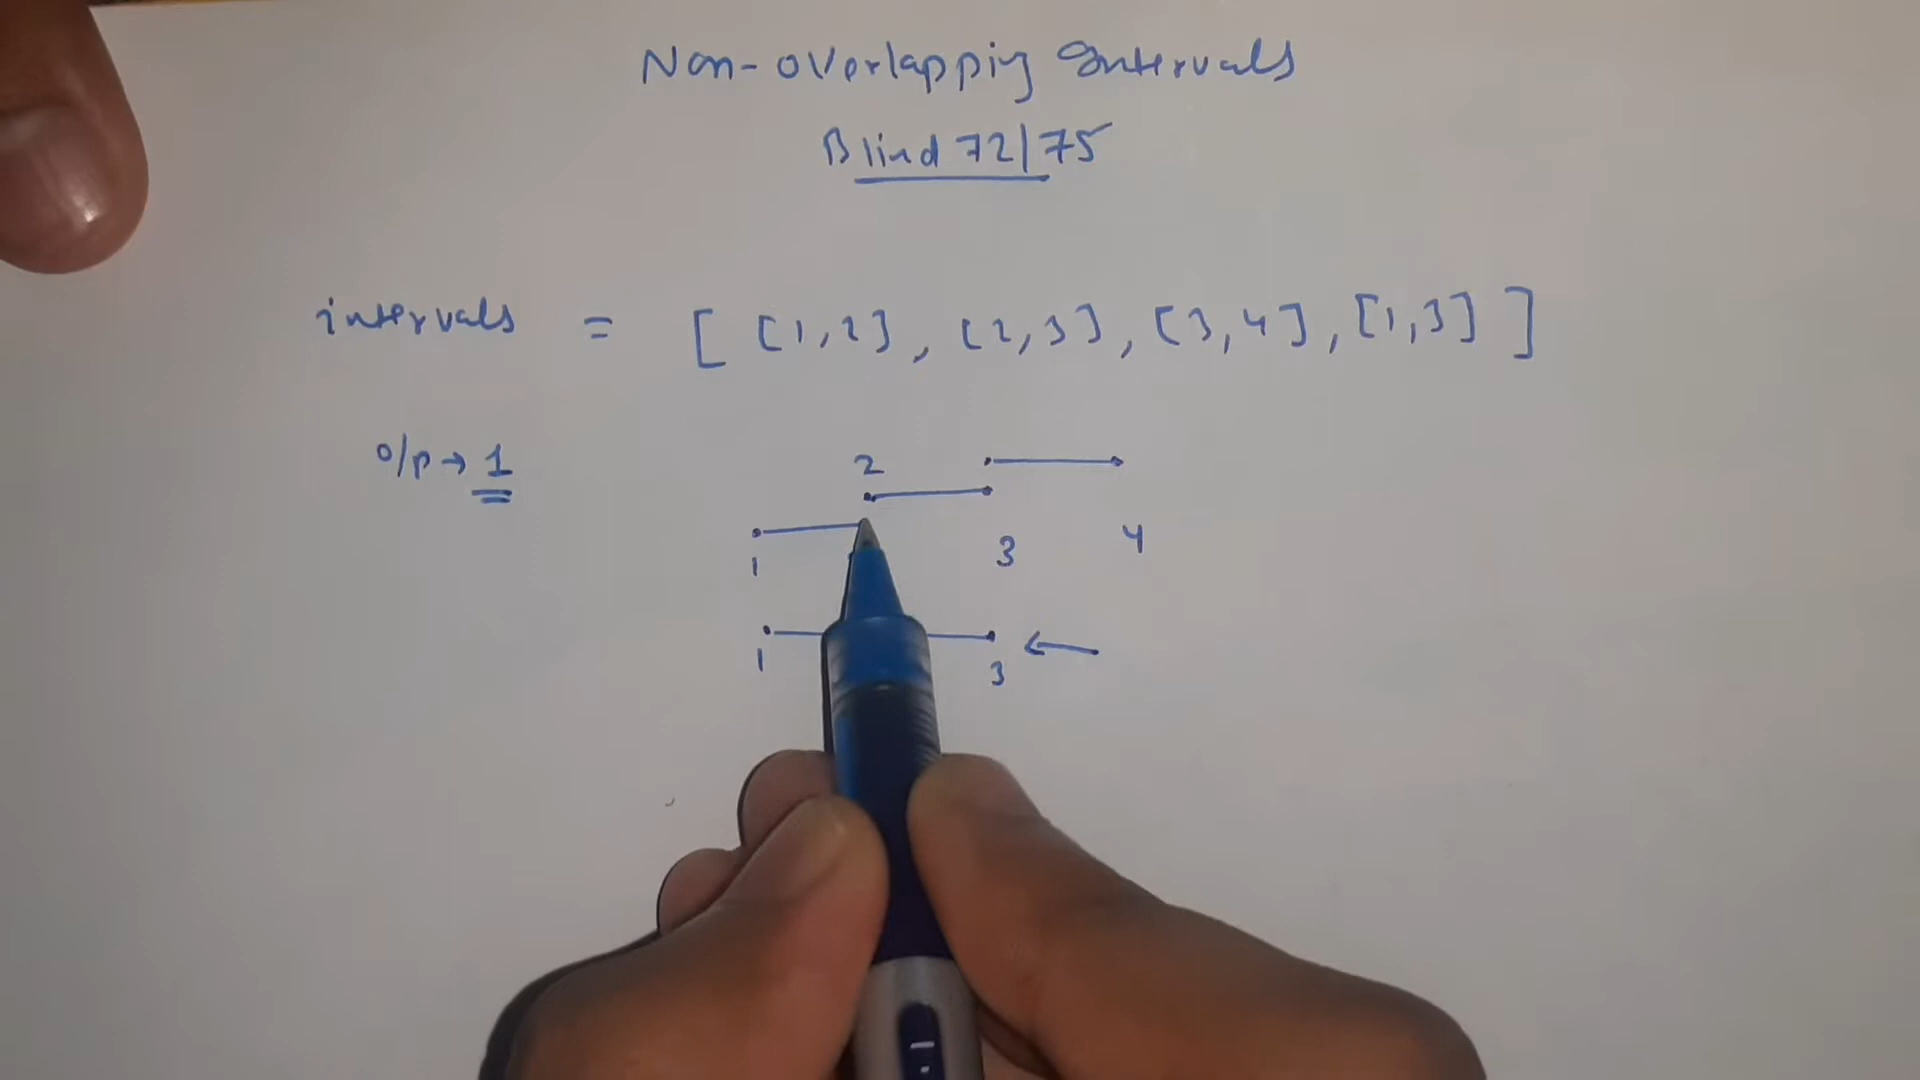 Non-overlapping Intervals
Blind 72/75
intervals = [ [1,2], [2,3], [3,4], [1,3] ]
o/p → 1
2
1 3 4
1 3